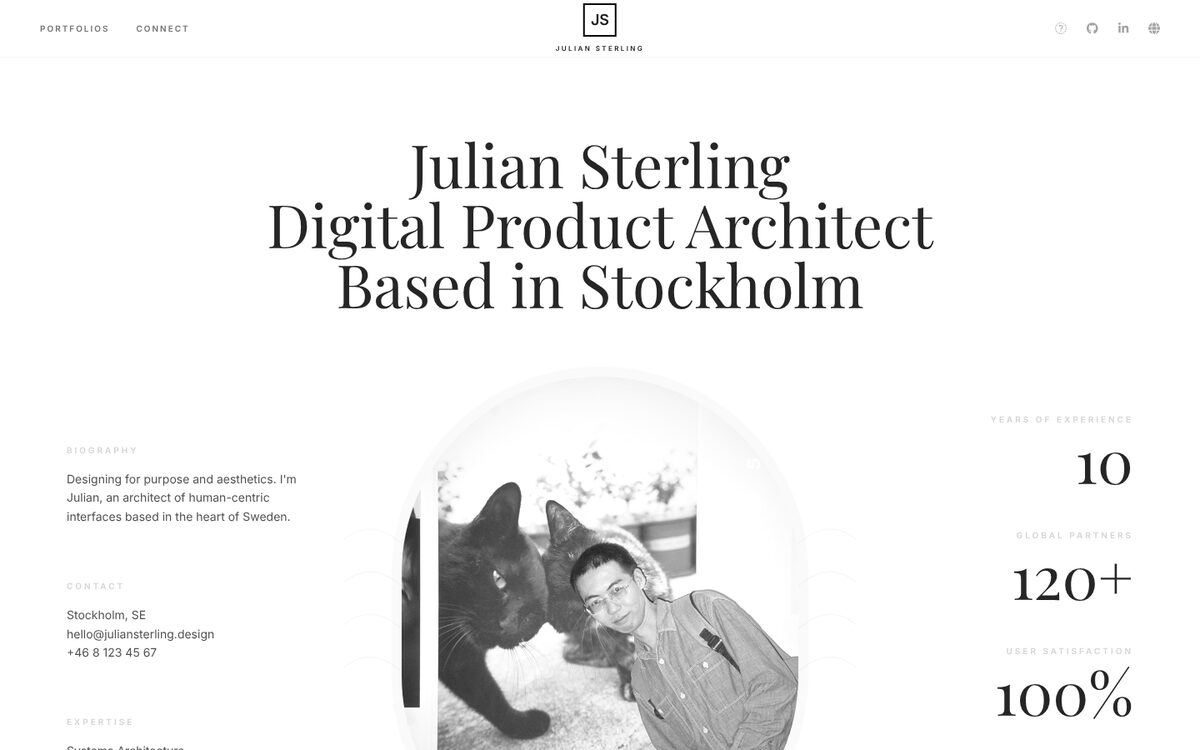 PORTFOLIOS
CONNECT
JS
JULIAN STERLING
Julian Sterling
Digital Product Architect
Based in Stockholm
BIOGRAPHY
Designing for purpose and aesthetics. I'm
Julian, an architect of human-centric
interfaces based in the heart of Sweden.
CONTACT
Stockholm, SE
hello@juliansterling.design
+46 8 123 45 67
EXPERTISE
Systems Architecture
YEARS OF EXPERIENCE
10
GLOBAL PARTNERS
120+
USER SATISFACTION
100%